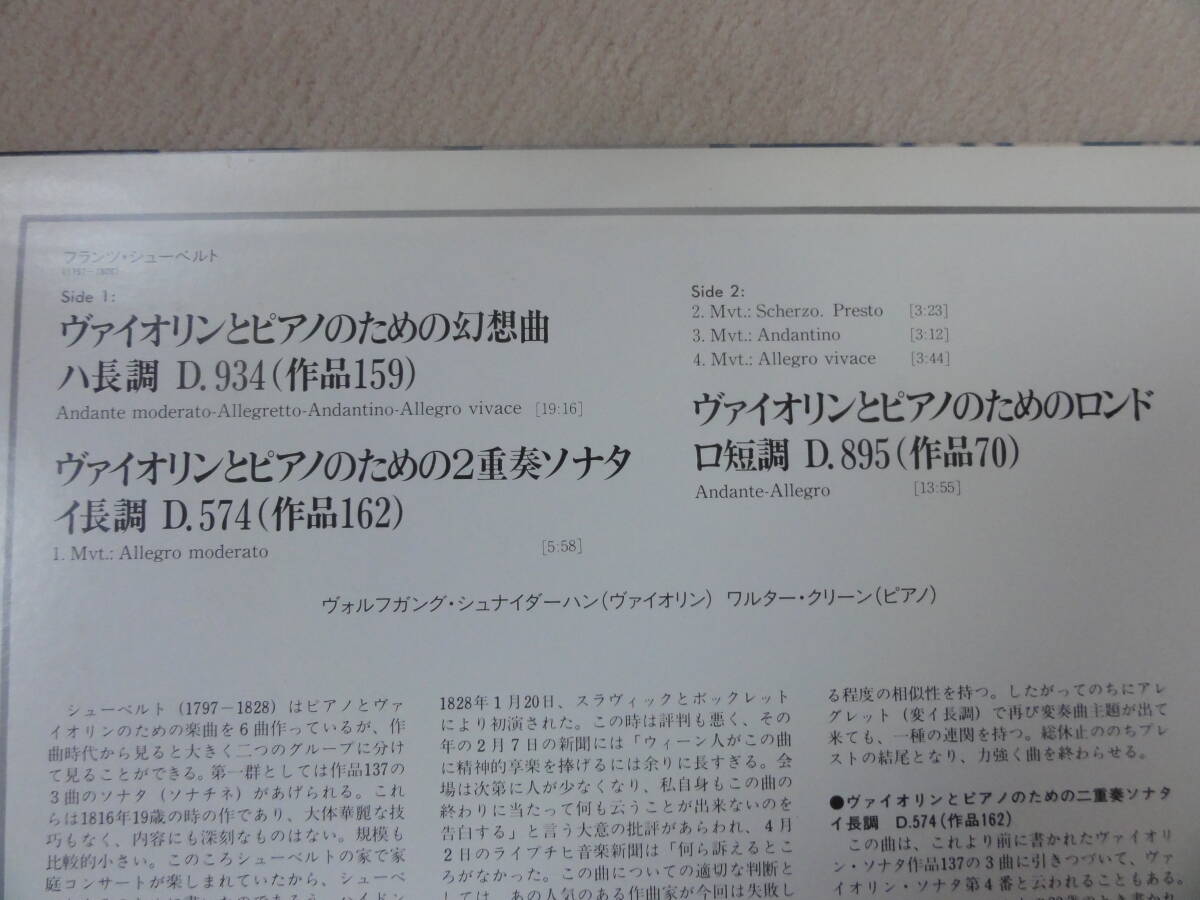 フランツ・シューベルト
(1797-1828)
Side 1:
ヴァイオリンとピアノのための幻想曲
ハ長調 D.934(作品159)
Andante moderato-Allegretto-Andantino-Allegro vivace [19:16]
ヴァイオリンとピアノのための2重奏ソナタ
イ長調 D.574(作品162)
1. Mvt.: Allegro moderato [5:58]
Side 2:
2. Mvt.: Scherzo. Presto [3:23]
3. Mvt.: Andantino [3:12]
4. Mvt.: Allegro vivace [3:44]
ヴァイオリンとピアノのためのロンド
ロ短調 D.895(作品70)
Andante-Allegro [13:55]
ヴォルフガング・シュナイダーハン(ヴァイオリン) ワルター・クリーン(ピアノ)
シューベルト (1797−1828) はピアノとヴァ
イオリンのための楽曲を6曲作っているが、作
曲時代から見ると大きく二つのグループに分け
て見ることができる。第一群としては作品137の
3曲のソナタ (ソナチネ) があげられる。これ
らは1816年19歳の時の作であり、大体華麗な技
巧もなく、内容にも深刻なものはない。規模も
比較的小さい。このころシューベルトの家で家
庭コンサートが楽しまれていたから、シューベ
1828年1月20日、スラヴィックとボックレット
により初演された。この時は評判も悪く、その
年の2月7日の新聞には「ウィーン人がこの曲
に精神的享楽を捧げるには余りに長すぎる。会
場は次第に人が少なくなり、私自身もこの曲の
終わりに当たって何も云うことが出来ないのを
告白する」と言う大意の批評があらわれ、4月
2日のライプチヒ音楽新聞は「何ら訴えるとこ
ろがなかった。この曲についての適切な判断と
しては、あの人気のある作曲家が今回は失敗し
る程度の相似性を持つ。したがってのちにアレ
グレット (変イ長調) で再び変奏曲主題が出て
来ても、一種の連関を持つ。総休止ののちプレ
ストの結尾となり、力強く曲を終わらせる。
●ヴァイオリンとピアノのための二重奏ソナタ
イ長調 D.574(作品162)
この曲は、これより前に書かれたヴァイオリ
ン・ソナタ作品137の3曲に引きつづいて、ヴァ
イオリン・ソナタ第4番と云われることもある。